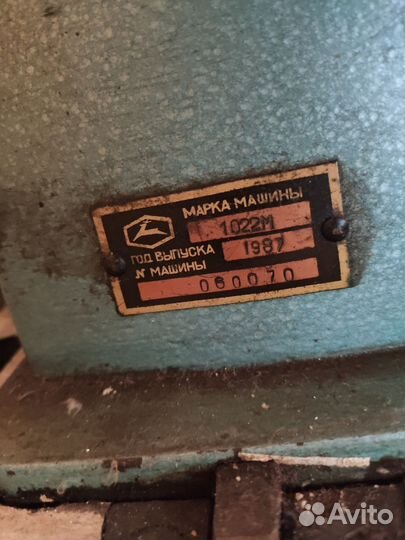 МАРКА МАШИНЫ
1022М
ГОД ВЫПУСКА 1987
№ МАШИНЫ
060070
Avito